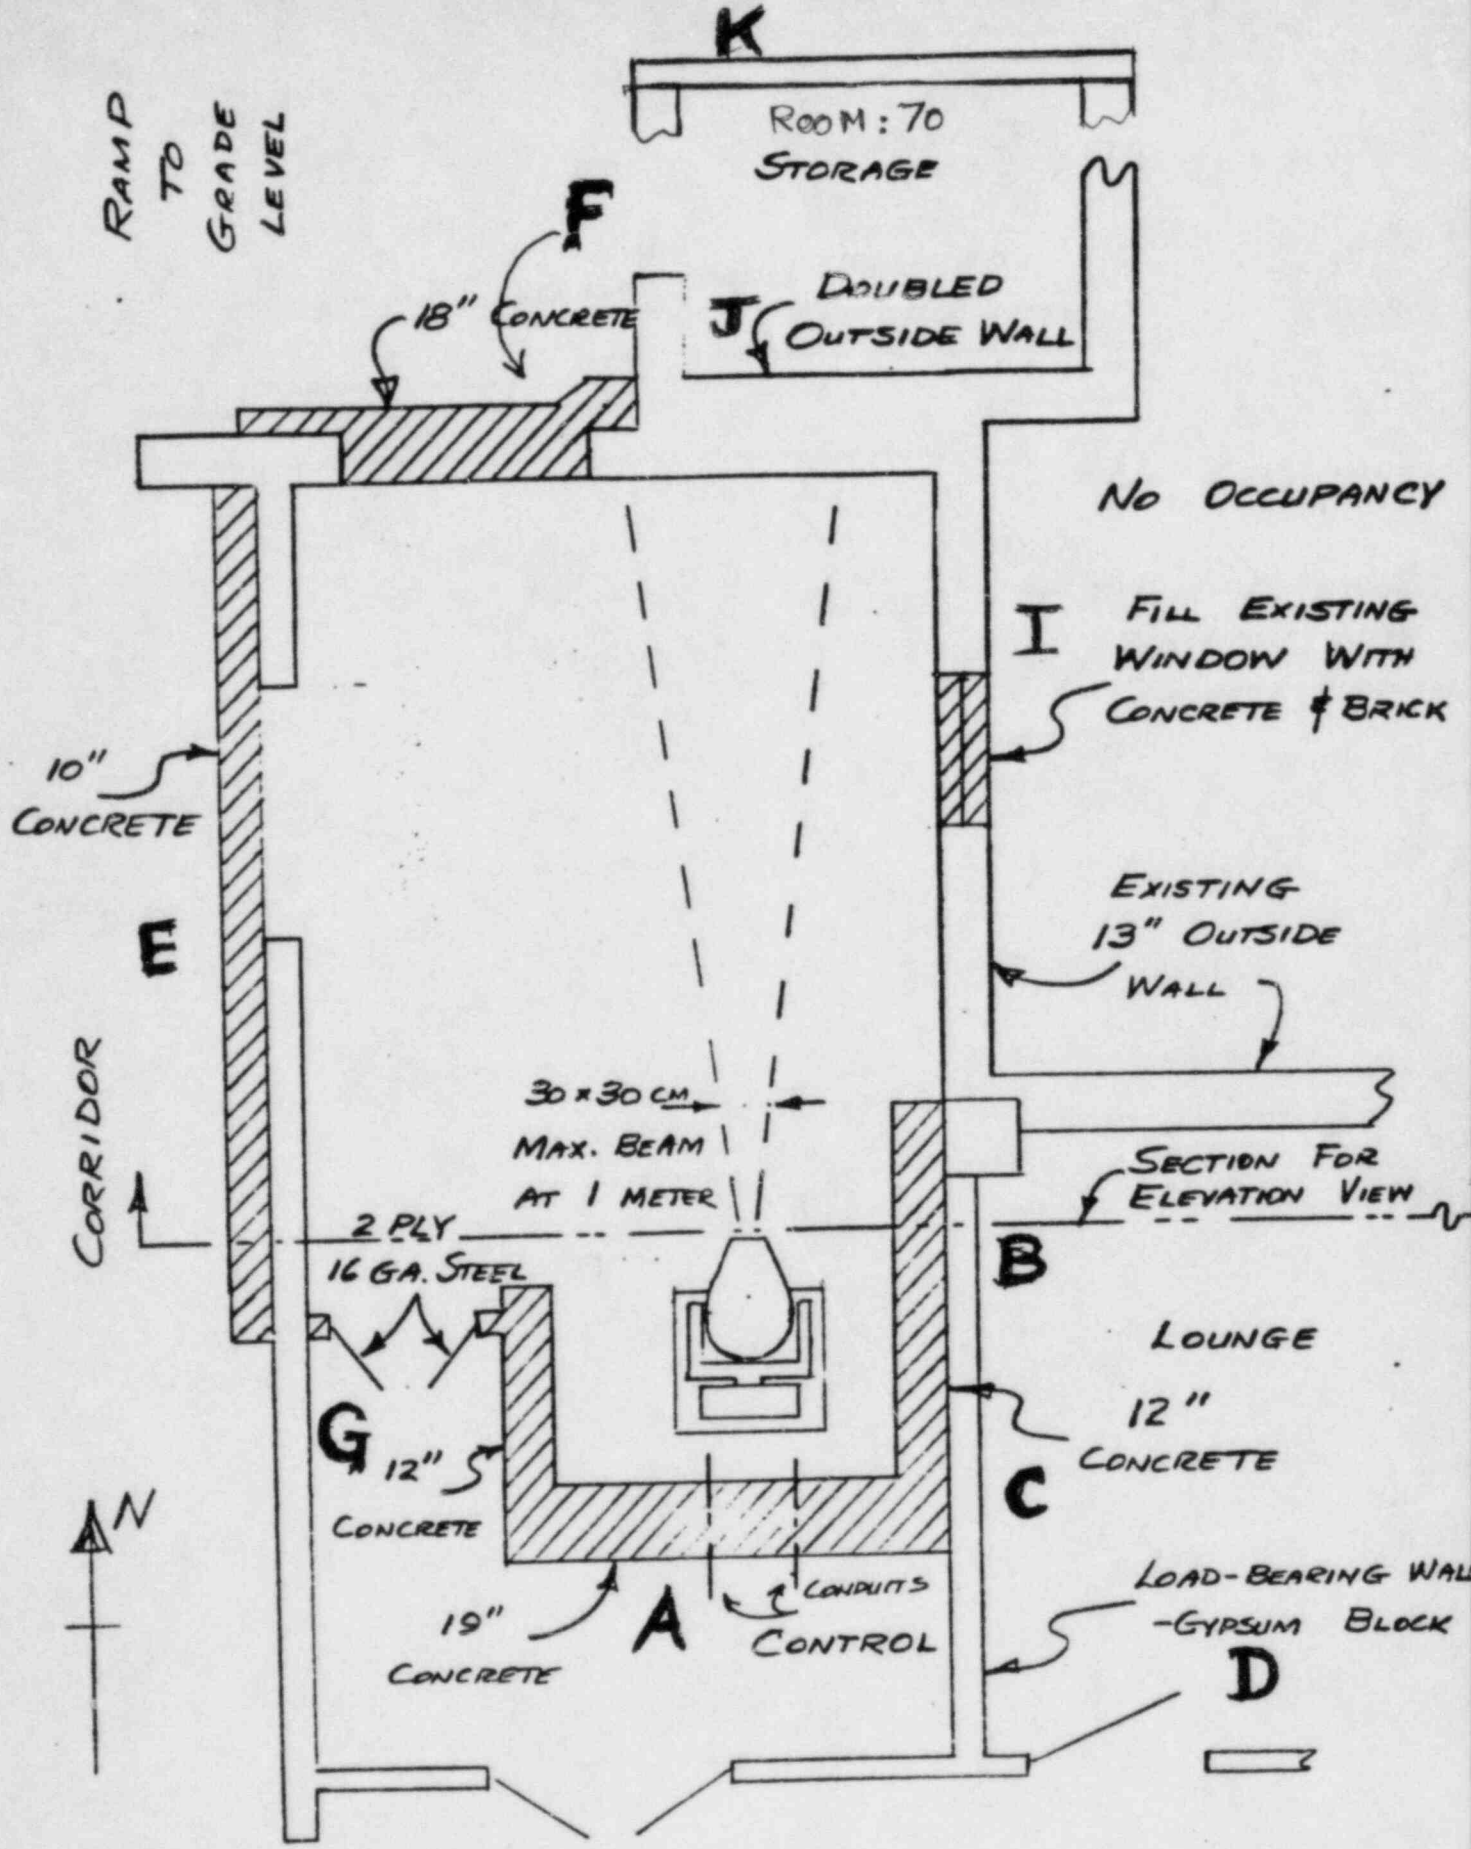 K
RAMP
TO
GRADE
LEVEL
ROOM: 70
STORAGE
F
18" CONCRETE
J
DOUBLED
OUTSIDE WALL
NO OCCUPANCY
I
FILL EXISTING
WINDOW WITH
CONCRETE & BRICK
10"
CONCRETE
E
EXISTING
13" OUTSIDE
WALL
CORRIDOR
30 x 30 CM
MAX. BEAM
AT 1 METER
SECTION FOR
ELEVATION VIEW
2 PLY
16 GA. STEEL
B
LOUNGE
G
12"
CONCRETE
12"
CONCRETE
C
N
19"
CONCRETE
A
CONDUITS
CONTROL
LOAD-BEARING WAL
-GYPSUM BLOCK
D